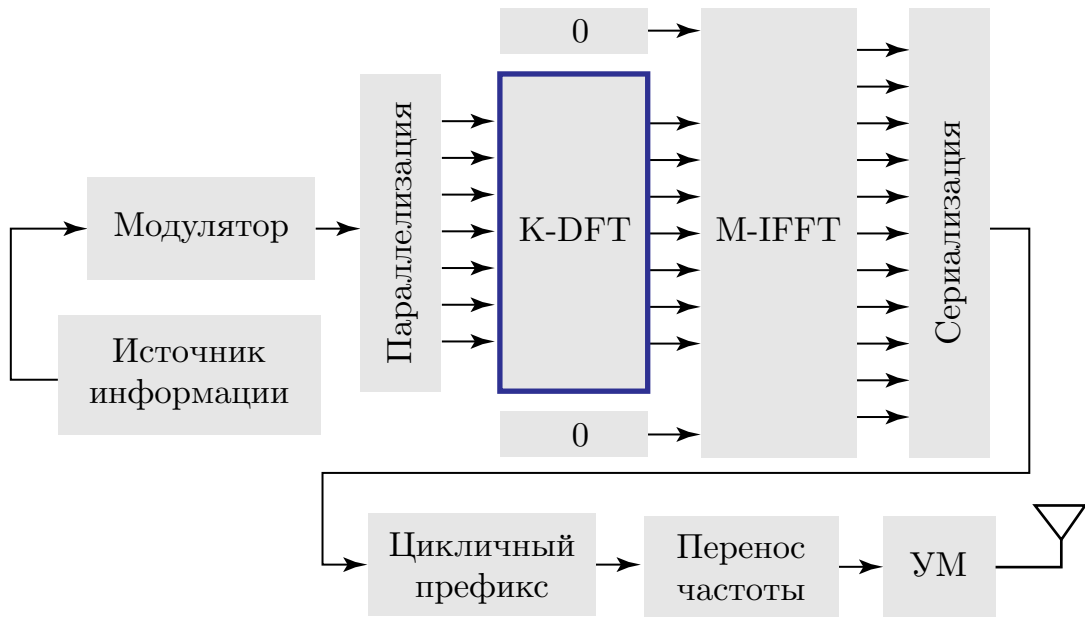 0
Модулятор
Источник
информации
Параллелизация
K-DFT
M-IFFT
Сериализация
0
Цикличный
префикс
Перенос
частоты
УМ